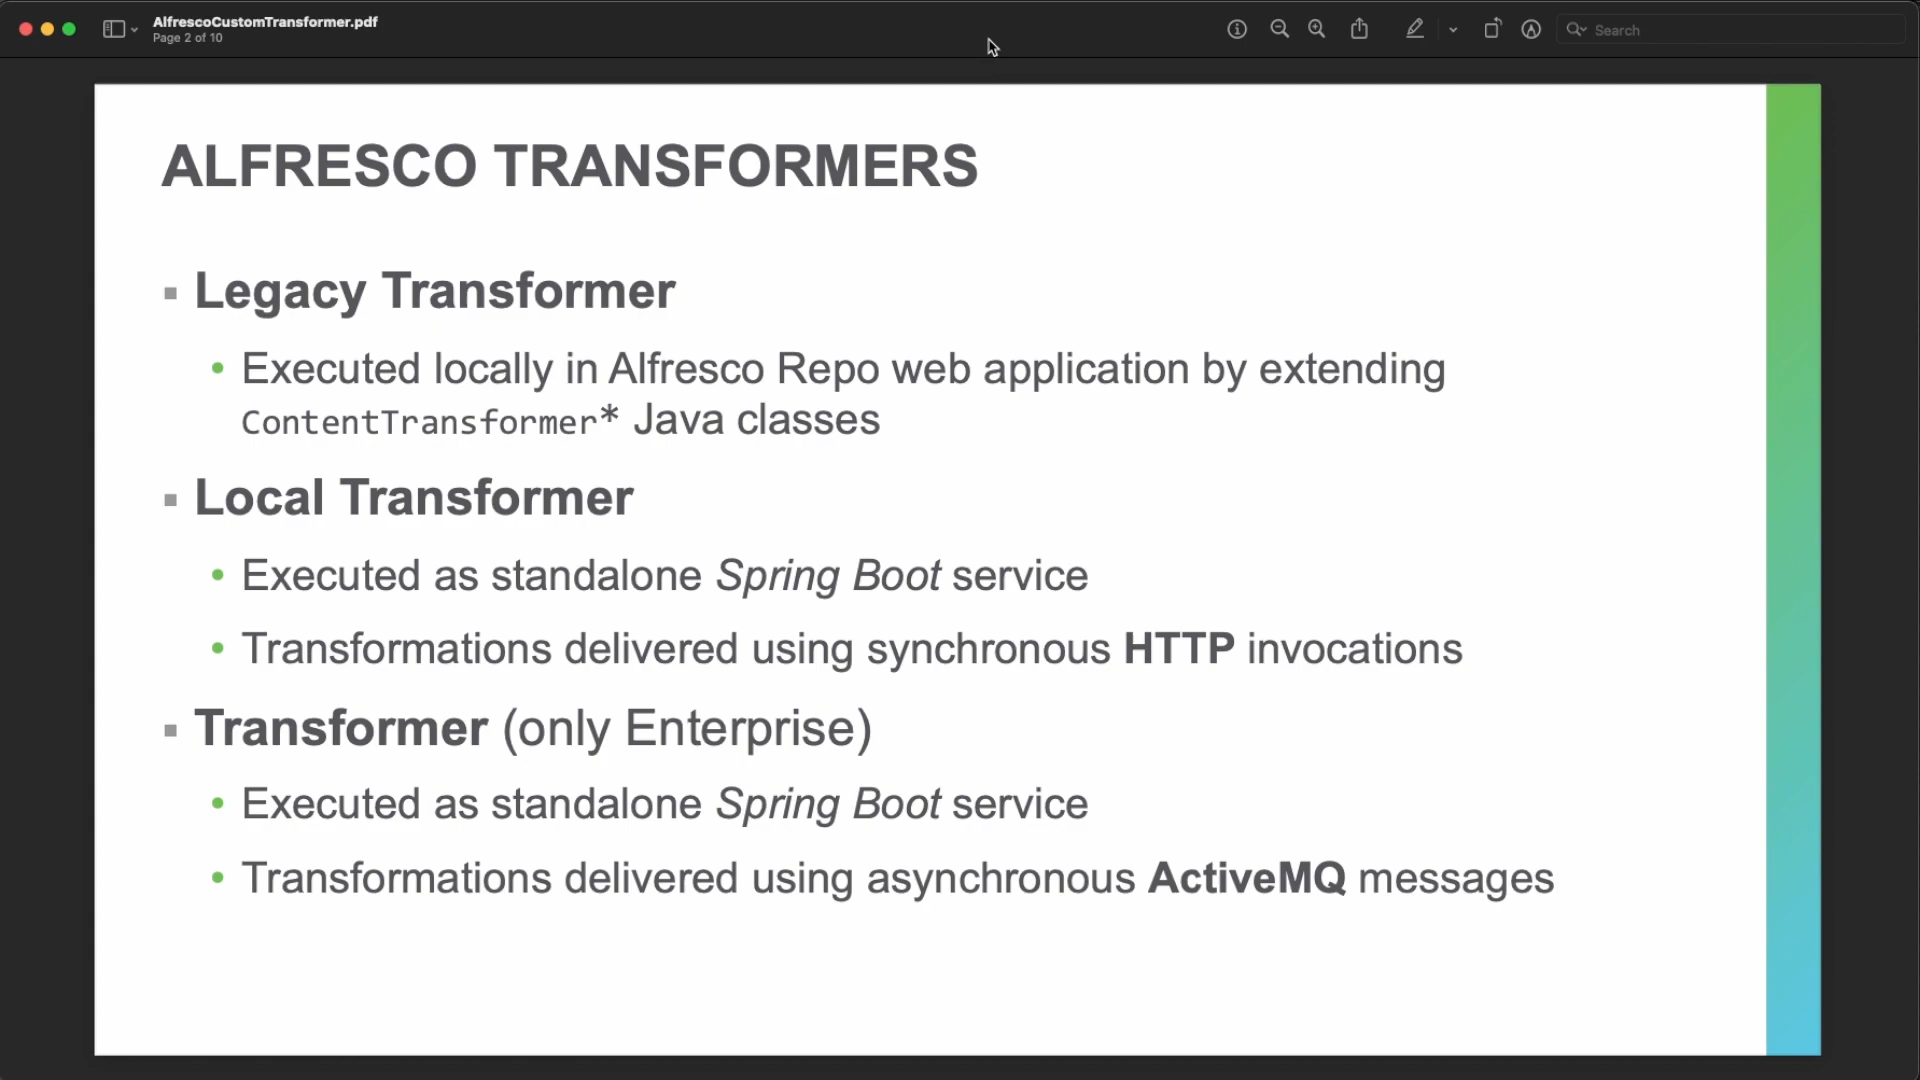 AlfrescoCustomTransformer.pdf
Page 2 of 10
Search
ALFRESCO TRANSFORMERS
▪ Legacy Transformer
• Executed locally in Alfresco Repo web application by extending
ContentTransformer* Java classes
▪ Local Transformer
• Executed as standalone Spring Boot service
• Transformations delivered using synchronous HTTP invocations
▪ Transformer (only Enterprise)
• Executed as standalone Spring Boot service
• Transformations delivered using asynchronous ActiveMQ messages